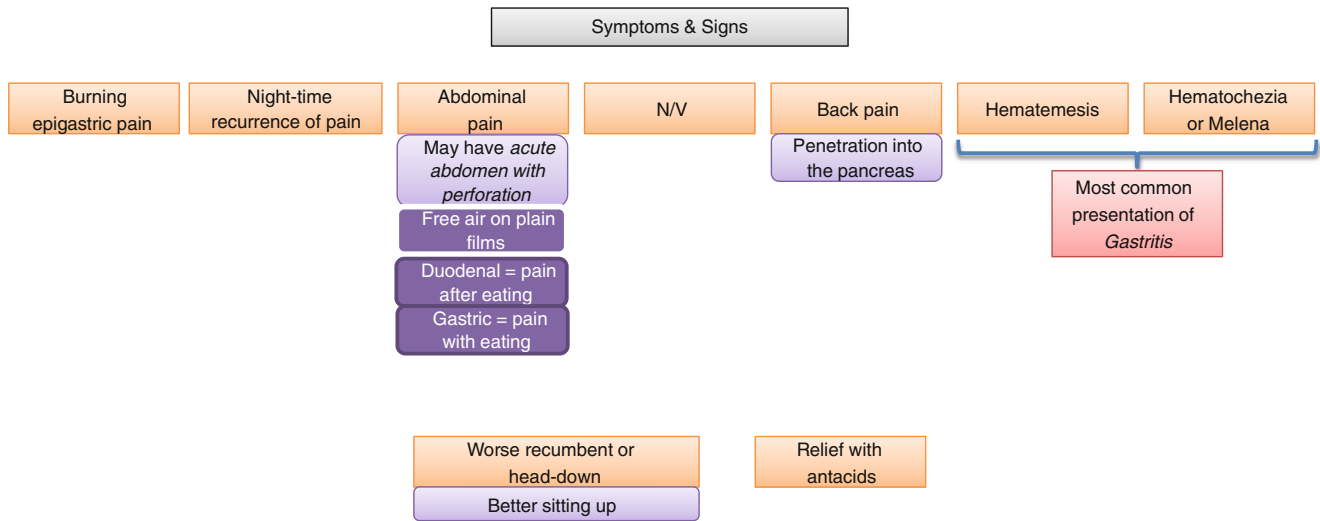 Symptoms & Signs
Burning
epigastric pain
Night-time
recurrence of pain
Abdominal
pain
May have acute
abdomen with
perforation
Free air on plain
films
Duodenal = pain
after eating
Gastric = pain
with eating
N/V
Back pain
Penetration into
the pancreas
Hematemesis
Hematochezia
or Melena
Most common
presentation of
Gastritis
Worse recumbent or
head-down
Better sitting up
Relief with
antacids